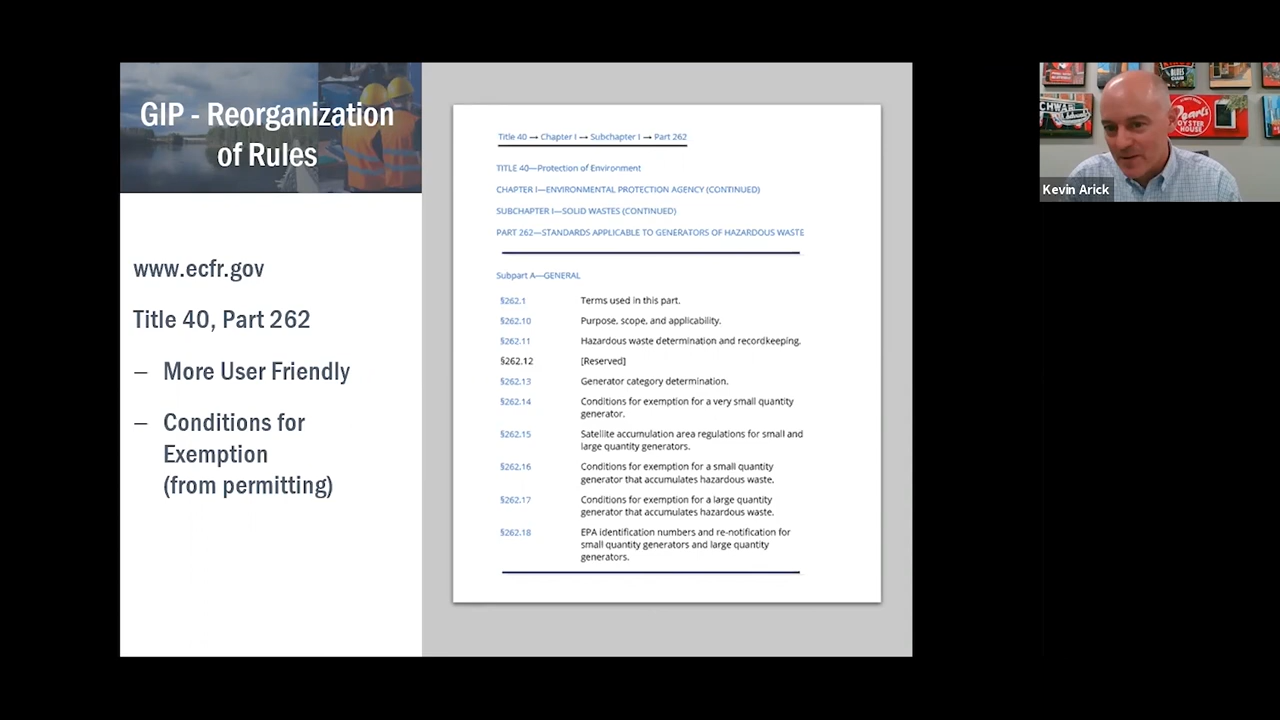 GIP - Reorganization
of Rules
www.ecfr.gov
Title 40, Part 262
– More User Friendly
– Conditions for
Exemption
(from permitting)
Title 40 → Chapter I → Subchapter I → Part 262
TITLE 40—Protection of Environment
CHAPTER I—ENVIRONMENTAL PROTECTION AGENCY (CONTINUED)
SUBCHAPTER I—SOLID WASTES (CONTINUED)
PART 262—STANDARDS APPLICABLE TO GENERATORS OF HAZARDOUS WASTE
Subpart A—GENERAL
§262.1 Terms used in this part.
§262.10 Purpose, scope, and applicability.
§262.11 Hazardous waste determination and recordkeeping.
§262.12 [Reserved]
§262.13 Generator category determination.
§262.14 Conditions for exemption for a very small quantity
generator.
§262.15 Satellite accumulation area regulations for small and
large quantity generators.
§262.16 Conditions for exemption for a small quantity
generator that accumulates hazardous waste.
§262.17 Conditions for exemption for a large quantity
generator that accumulates hazardous waste.
§262.18 EPA identification numbers and re-notification for
small quantity generators and large quantity
generators.
BLUES
Pearl's
OYSTER
HOUSE
Kevin Arick